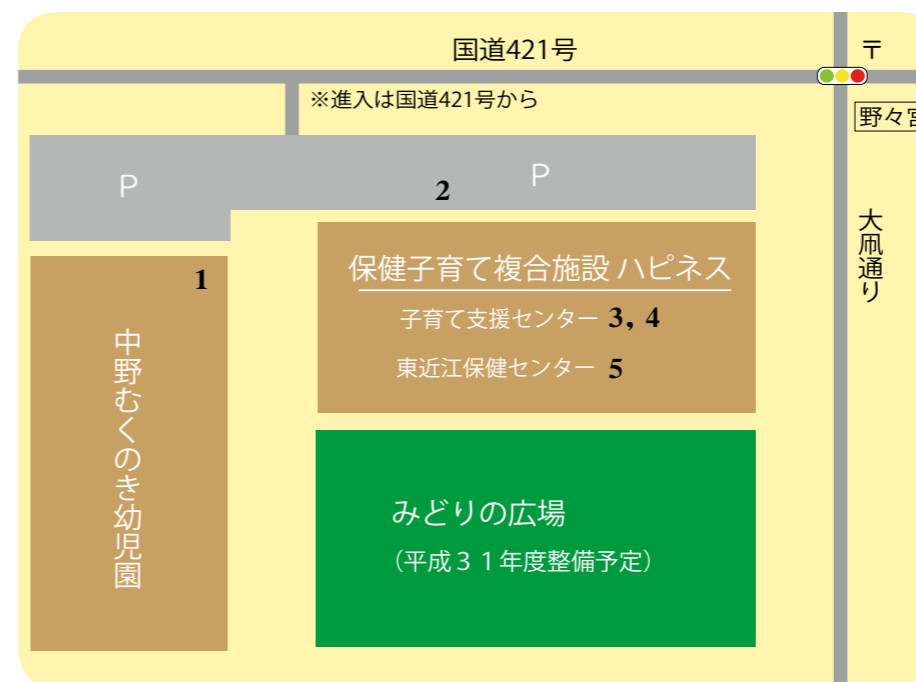 国道421号
〒
※進入は国道421号から
野々宮
P
2
P
大凧通り
1
保健子育て複合施設 ハピネス
子育て支援センター 3, 4
東近江保健センター 5
中野むくのき幼児園
みどりの広場
（平成３１年度整備予定）